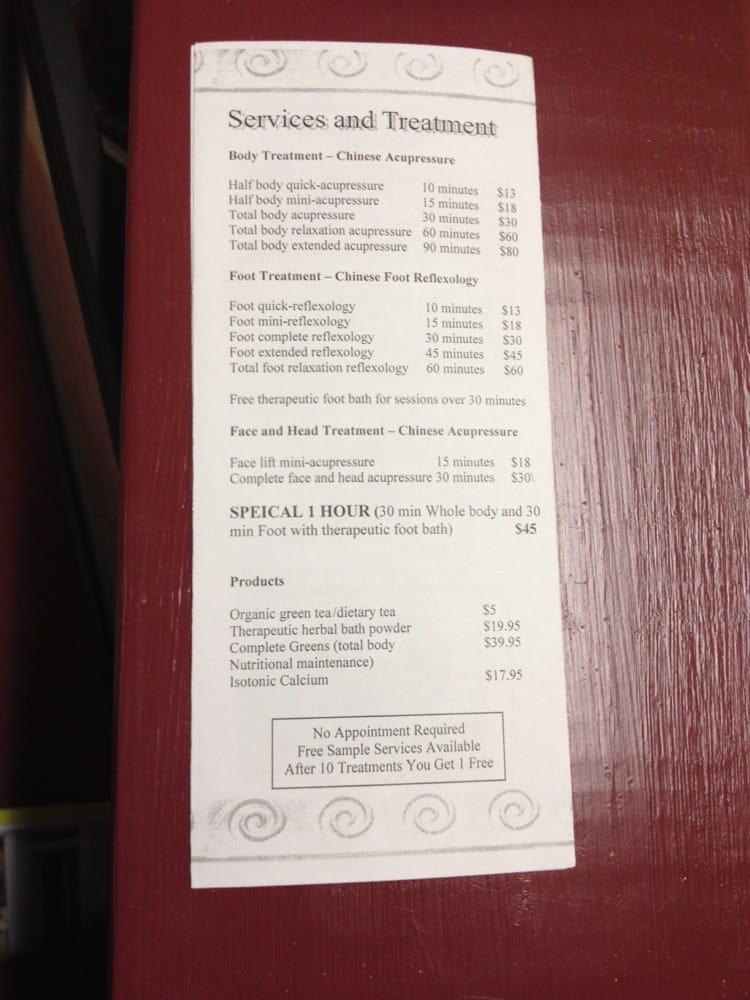 Services and Treatment
Body Treatment – Chinese Acupressure
Half body quick-acupressure 10 minutes $13
Half body mini-acupressure 15 minutes $18
Total body acupressure 30 minutes $30
Total body relaxation acupressure 60 minutes $60
Total body extended acupressure 90 minutes $80
Foot Treatment – Chinese Foot Reflexology
Foot quick-reflexology 10 minutes $13
Foot mini-reflexology 15 minutes $18
Foot complete reflexology 30 minutes $30
Foot extended reflexology 45 minutes $45
Total foot relaxation reflexology 60 minutes $60
Free therapeutic foot bath for sessions over 30 minutes
Face and Head Treatment – Chinese Acupressure
Face lift mini-acupressure 15 minutes $18
Complete face and head acupressure 30 minutes $30\
SPEICAL 1 HOUR (30 min Whole body and 30
min Foot with therapeutic foot bath) $45
Products
Organic green tea/dietary tea $5
Therapeutic herbal bath powder $19.95
Complete Greens (total body $39.95
Nutritional maintenance)
Isotonic Calcium $17.95
No Appointment Required
Free Sample Services Available
After 10 Treatments You Get 1 Free